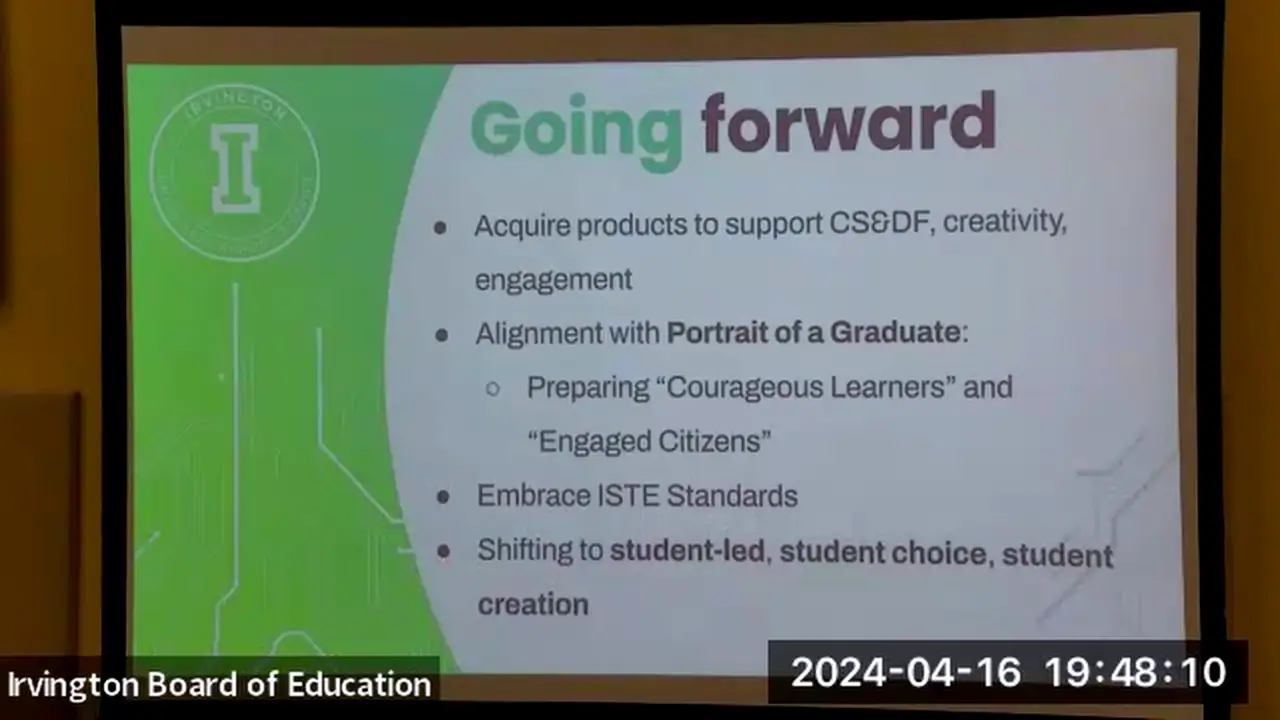 IRVINGTON
I
Going forward
● Acquire products to support CS&DF, creativity,
engagement
● Alignment with Portrait of a Graduate:
○ Preparing “Courageous Learners” and
“Engaged Citizens”
● Embrace ISTE Standards
● Shifting to student-led, student choice, student
creation
Irvington Board of Education
2024-04-16 19:48:10